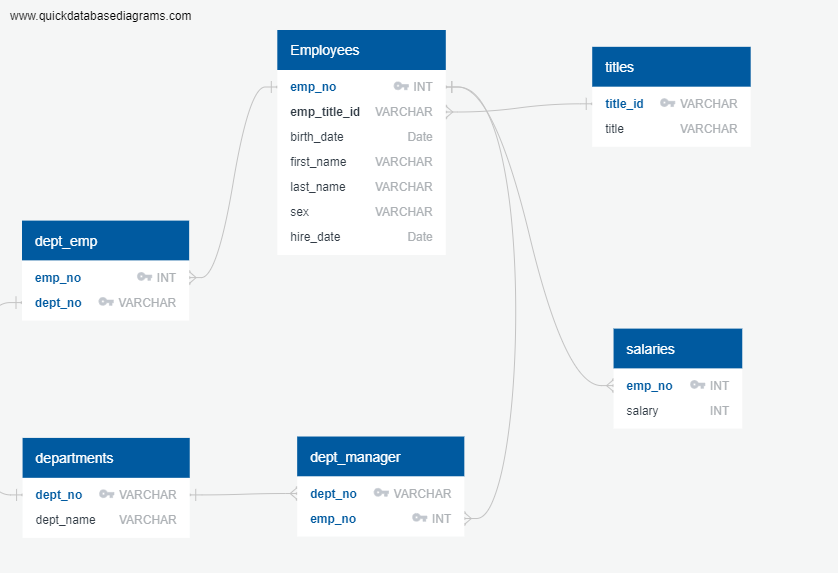 www.quickdatabasediagrams.com
Employees
emp_no INT
emp_title_id VARCHAR
birth_date Date
first_name VARCHAR
last_name VARCHAR
sex VARCHAR
hire_date Date
titles
title_id VARCHAR
title VARCHAR
dept_emp
emp_no INT
dept_no VARCHAR
salaries
emp_no INT
salary INT
departments
dept_no VARCHAR
dept_name VARCHAR
dept_manager
dept_no VARCHAR
emp_no INT